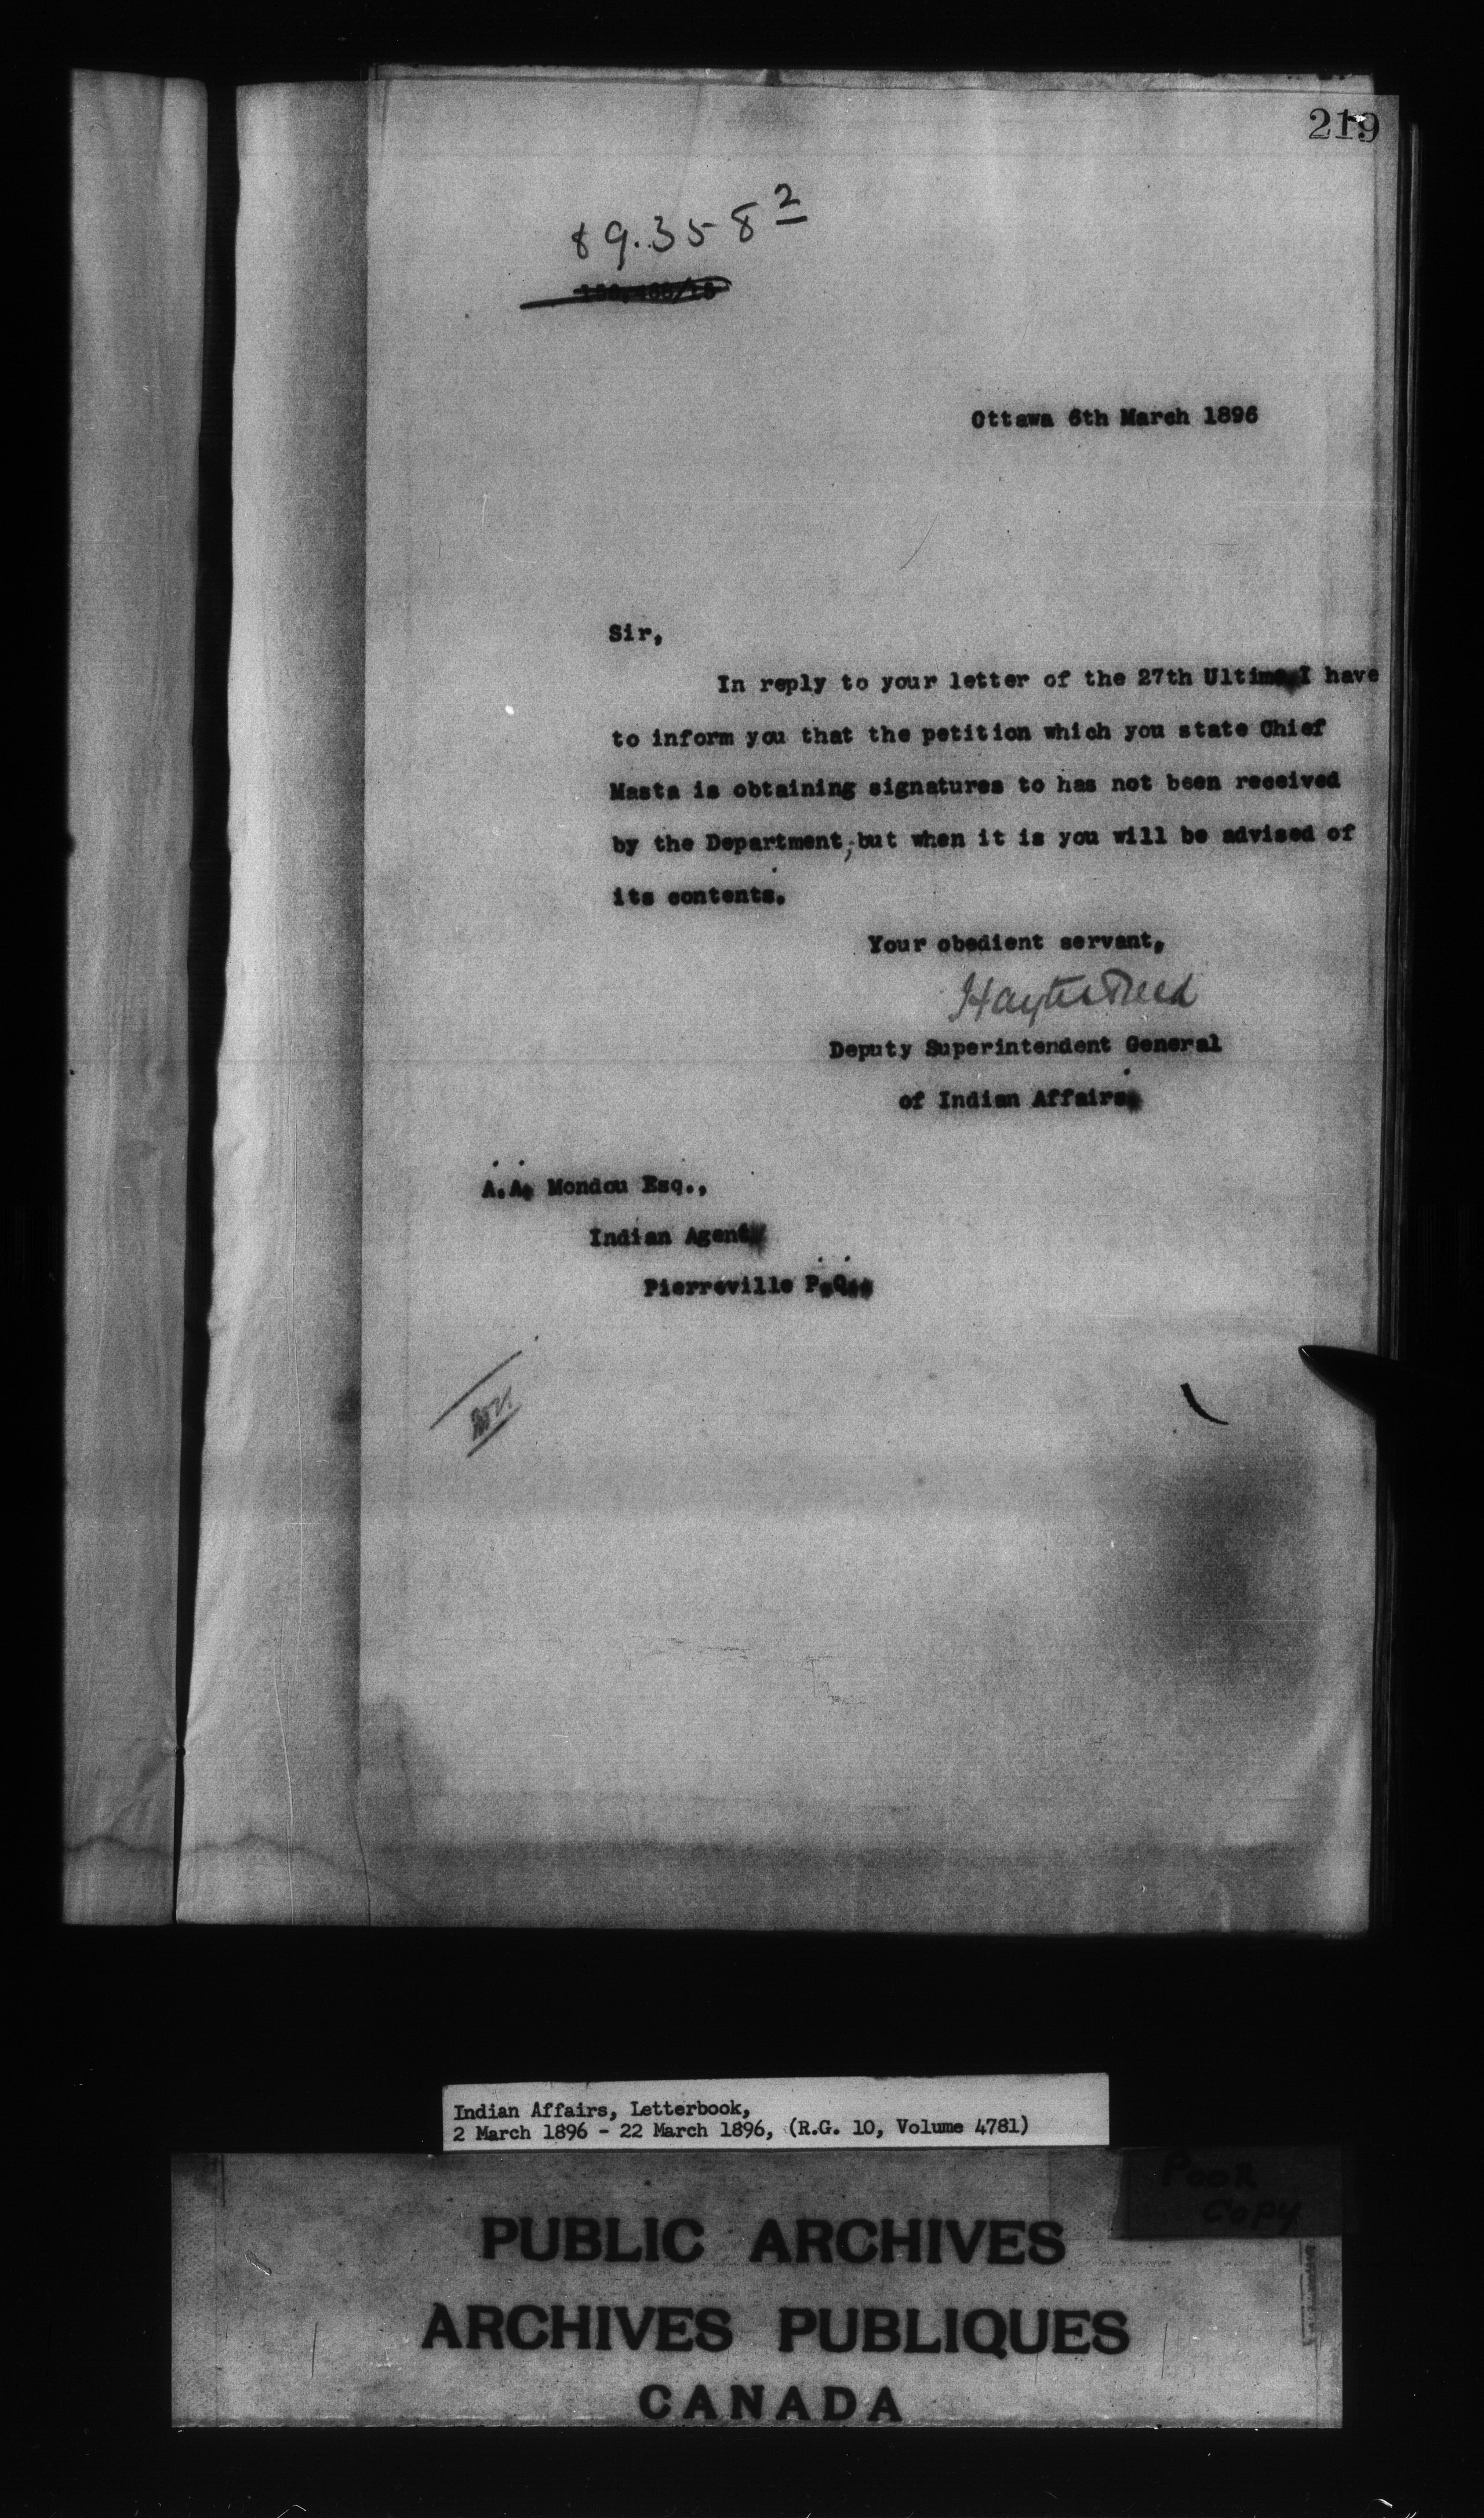 219
89.358 2
Ottawa 6th March 1896
Sir,
In reply to your letter of the 27th Ultimo, I have
to inform you that the petition which you state Chief
Masta is obtaining signatures to has not been received
by the Department; but when it is you will be advised of
its contents.
Your obedient servant,
Hayter Reed
Deputy Superintendent General
of Indian Affairs.
A.A. Mondou Esq.,
Indian Agent,
Pierreville P.Q.,
Indian Affairs, Letterbook,
2 March 1896 - 22 March 1896, (R.G. 10, Volume 4781)
POOR
COPY
PUBLIC ARCHIVES
ARCHIVES PUBLIQUES
CANADA